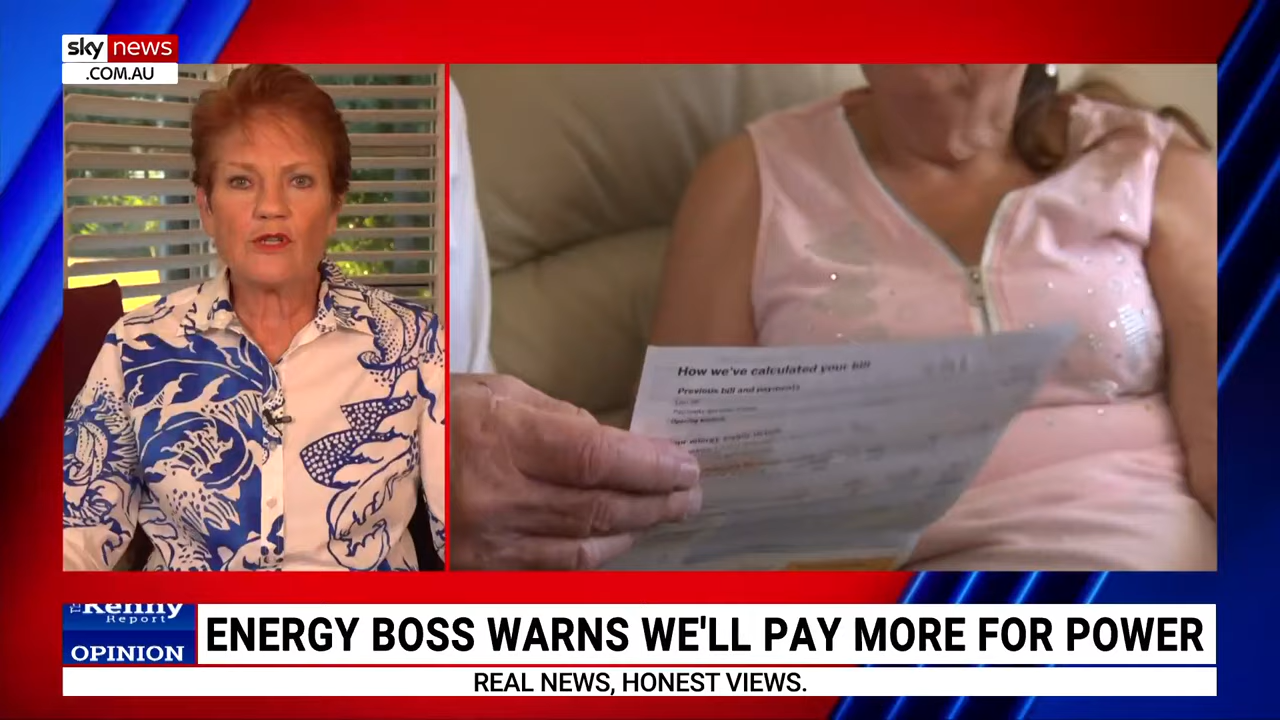 sky news
.COM.AU
How we've calculated your bill
Previous bill and payments
THE
Kenny
Report
OPINION
ENERGY BOSS WARNS WE'LL PAY MORE FOR POWER
REAL NEWS, HONEST VIEWS.